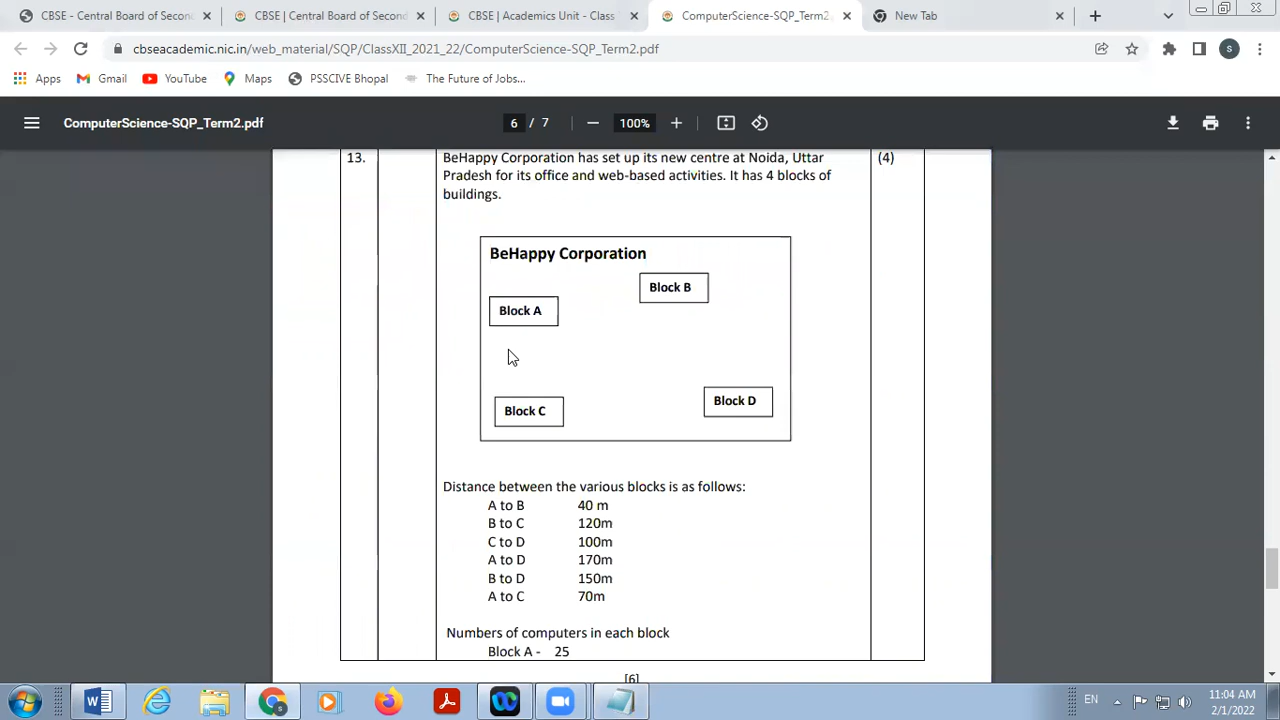 CBSE - Central Board of Secon
CBSE | Central Board of Second
CBSE | Academics Unit - Class
ComputerScience-SQP_Term2.
New Tab
cbseacademic.nic.in/web_material/SQP/ClassXII_2021_22/ComputerScience-SQP_Term2.pdf
S
Apps
Gmail
YouTube
Maps
PSSCIVE Bhopal
The Future of Jobs...
ComputerScience-SQP_Term2.pdf
6 / 7
100%
13.
BeHappy Corporation has set up its new centre at Noida, Uttar
Pradesh for its office and web-based activities. It has 4 blocks of
buildings.
(4)
BeHappy Corporation
Block B
Block A
Block D
Block C
Distance between the various blocks is as follows:
A to B 40 m
B to C 120m
C to D 100m
A to D 170m
B to D 150m
A to C 70m
Numbers of computers in each block
Block A - 25
[6]
EN
11:04 AM
2/1/2022